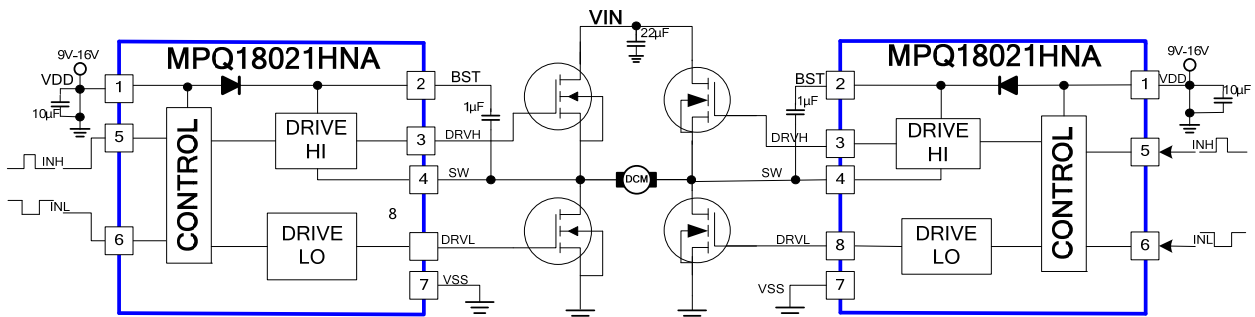 VIN
22µF
9V-16V
VDD
10µF
MPQ18021HNA
1
2
BST
1µF
5
INH
CONTROL
DRIVE HI
3
DRVH
4
SW
8
INL
6
DRIVE LO
DRVL
7
VSS
DCM
MPQ18021HNA
9V-16V
BST
2
1
VDD
1µF
10µF
DRVH
3
DRIVE HI
CONTROL
5
INH
SW
4
DRVL
8
DRIVE LO
6
INL
VSS
7